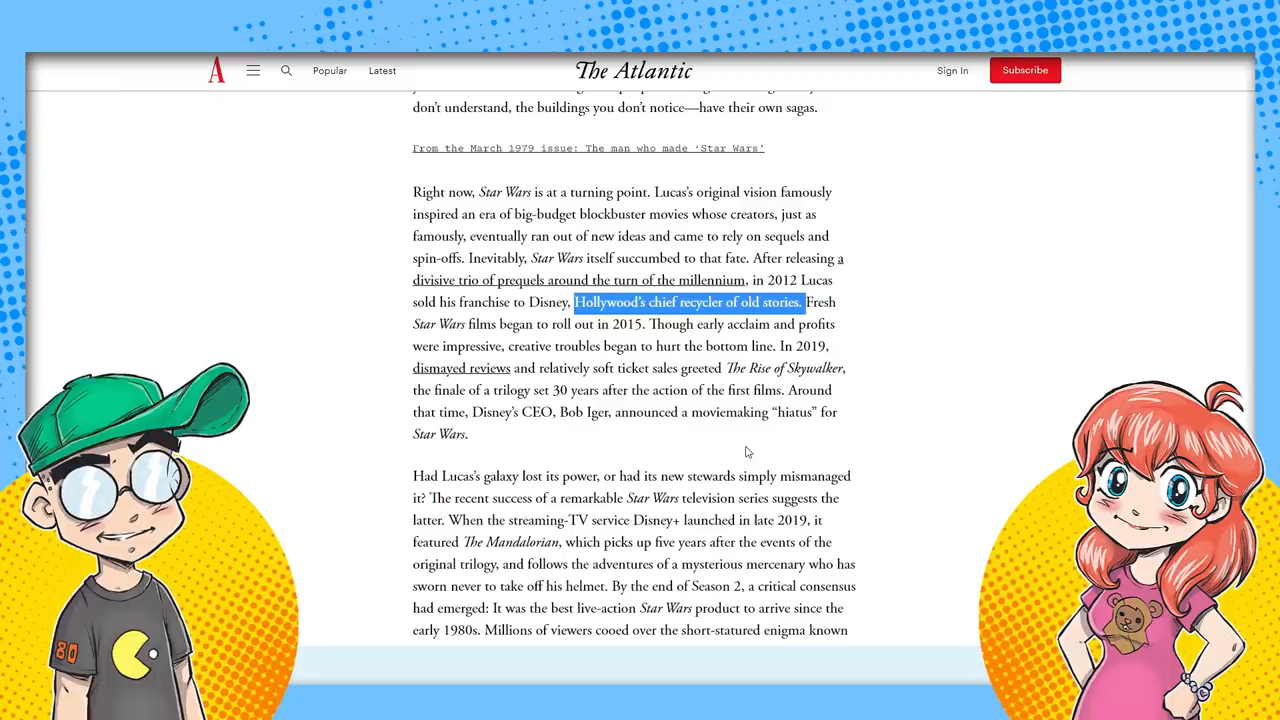 Popular
Latest
The Atlantic
Sign In
Subscribe
don’t understand, the buildings you don’t notice—have their own sagas.
From the March 1979 issue: The man who made ‘Star Wars’
Right now, Star Wars is at a turning point. Lucas’s original vision famously
inspired an era of big-budget blockbuster movies whose creators, just as
famously, eventually ran out of new ideas and came to rely on sequels and
spin-offs. Inevitably, Star Wars itself succumbed to that fate. After releasing a
divisive trio of prequels around the turn of the millennium, in 2012 Lucas
sold his franchise to Disney, Hollywood’s chief recycler of old stories. Fresh
Star Wars films began to roll out in 2015. Though early acclaim and profits
were impressive, creative troubles began to hurt the bottom line. In 2019,
dismayed reviews and relatively soft ticket sales greeted The Rise of Skywalker,
the finale of a trilogy set 30 years after the action of the first films. Around
that time, Disney’s CEO, Bob Iger, announced a moviemaking “hiatus” for
Star Wars.
Had Lucas’s galaxy lost its power, or had its new stewards simply mismanaged
it? The recent success of a remarkable Star Wars television series suggests the
latter. When the streaming-TV service Disney+ launched in late 2019, it
featured The Mandalorian, which picks up five years after the events of the
original trilogy, and follows the adventures of a mysterious mercenary who has
sworn never to take off his helmet. By the end of Season 2, a critical consensus
had emerged: It was the best live-action Star Wars product to arrive since the
early 1980s. Millions of viewers cooed over the short-statured enigma known
80